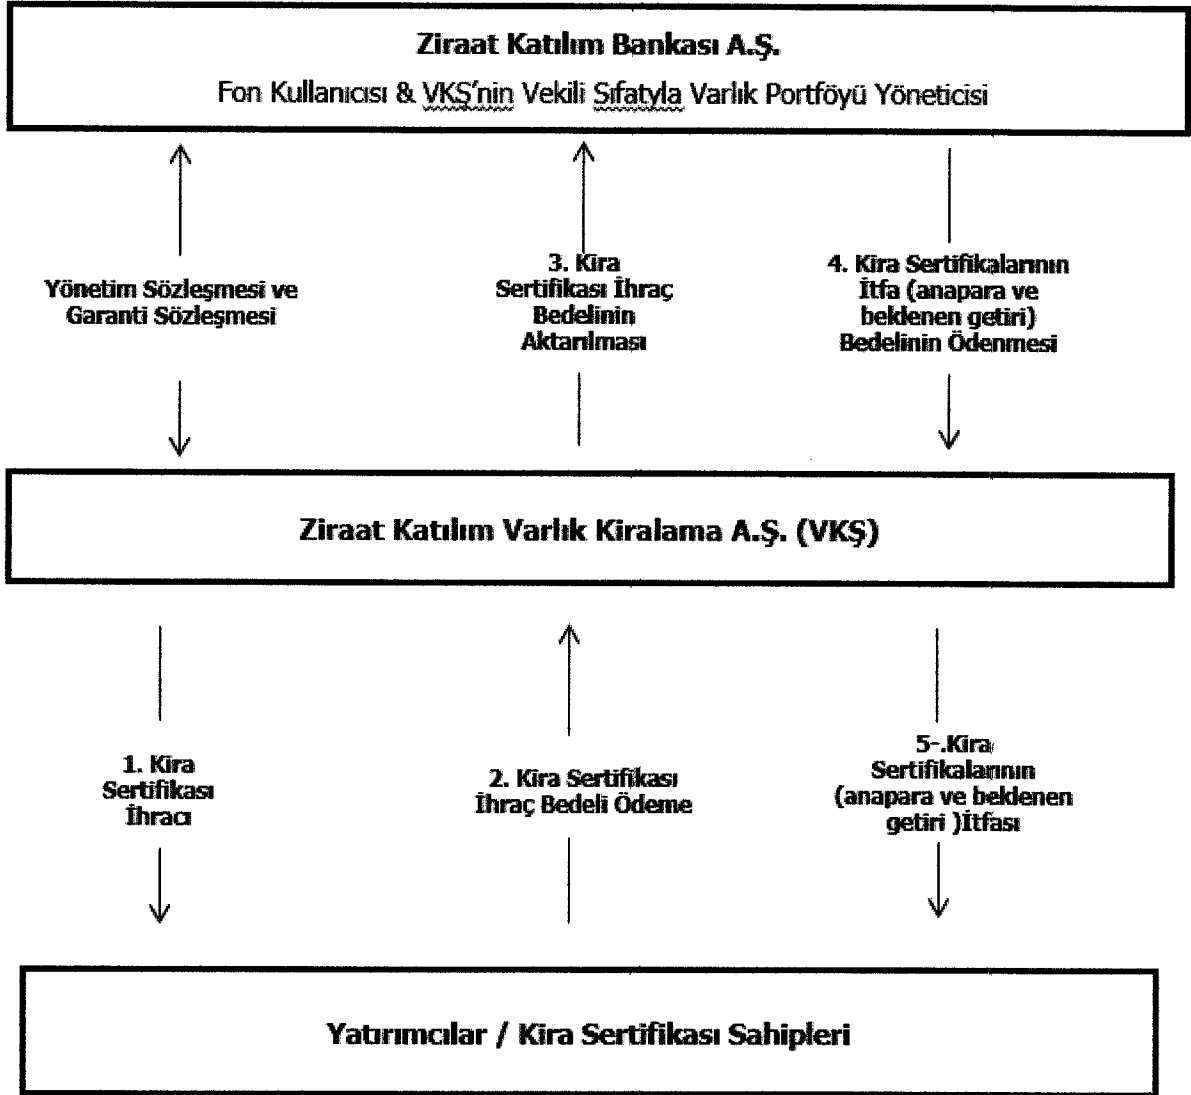 Ziraat Katılım Bankası A.Ş.
Fon Kullanıcısı & VKŞ'nin Vekili Sıfatyla Varlık Portföyü Yöneticisi
Yönetim Sözleşmesi ve
Garanti Sözleşmesi
3. Kira
Sertifikası İhraç
Bedelinin
Aktarılması
4. Kira Sertifikalarının
İtfa (anapara ve
beklenen getiri)
Bedelinin Ödenmesi
Ziraat Katılım Varlık Kiralama A.Ş. (VKŞ)
1. Kira
Sertifikası
İhracı
2. Kira Sertifikası
İhraç Bedeli Ödeme
5-.Kira
Sertifikalarının
(anapara ve beklenen
getiri )İtfası
Yatırımcılar / Kira Sertifikası Sahipleri